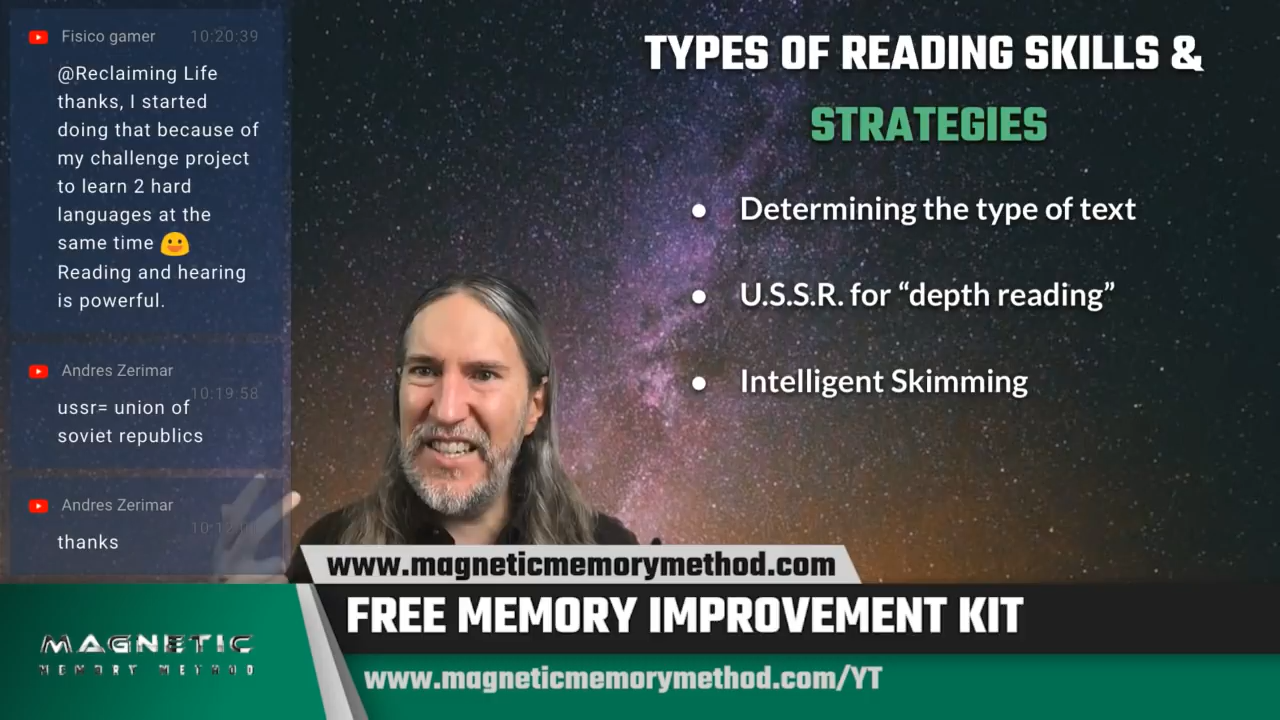 Fisico gamer 10:20:39
@Reclaiming Life
thanks, I started
doing that because of
my challenge project
to learn 2 hard
languages at the
same time 😀
Reading and hearing
is powerful.
Andres Zerimar
10:19:58
ussr= union of
soviet republics
Andres Zerimar
thanks
TYPES OF READING SKILLS &
STRATEGIES
• Determining the type of text
• U.S.S.R. for “depth reading”
• Intelligent Skimming
www.magneticmemorymethod.com
FREE MEMORY IMPROVEMENT KIT
www.magneticmemorymethod.com/YT
MAGNETIC
MEMORY METHOD